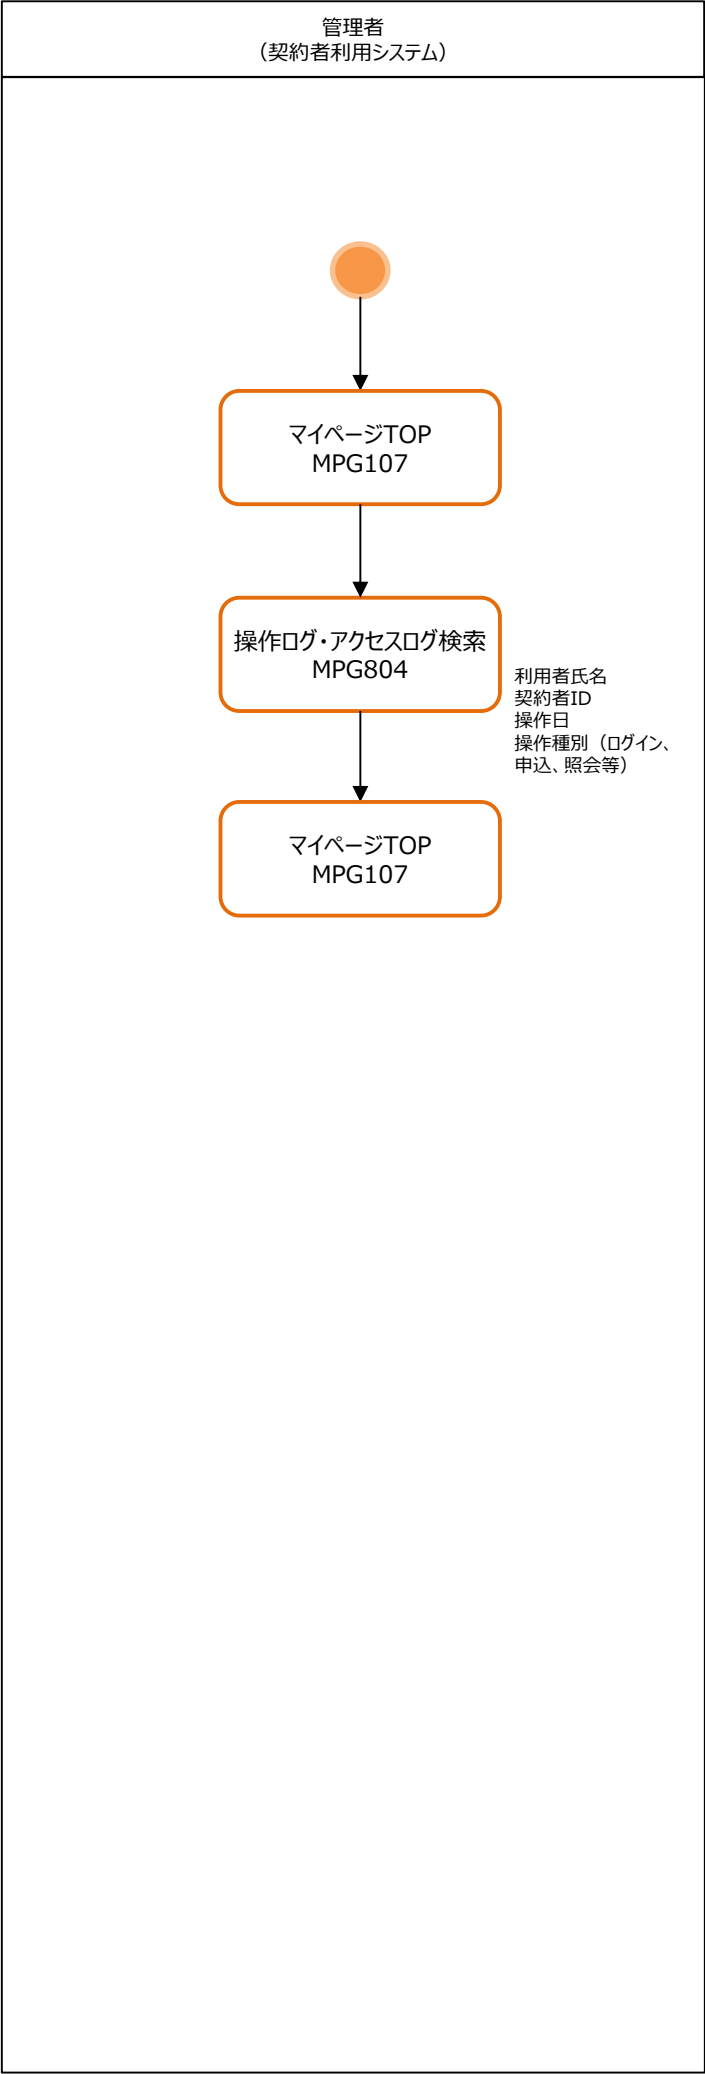 管理者
（契約者利用システム）
マイページTOP
MPG107
操作ログ・アクセスログ検索
MPG804
利用者氏名
契約者ID
操作日
操作種別（ログイン、
申込、照会等）
マイページTOP
MPG107